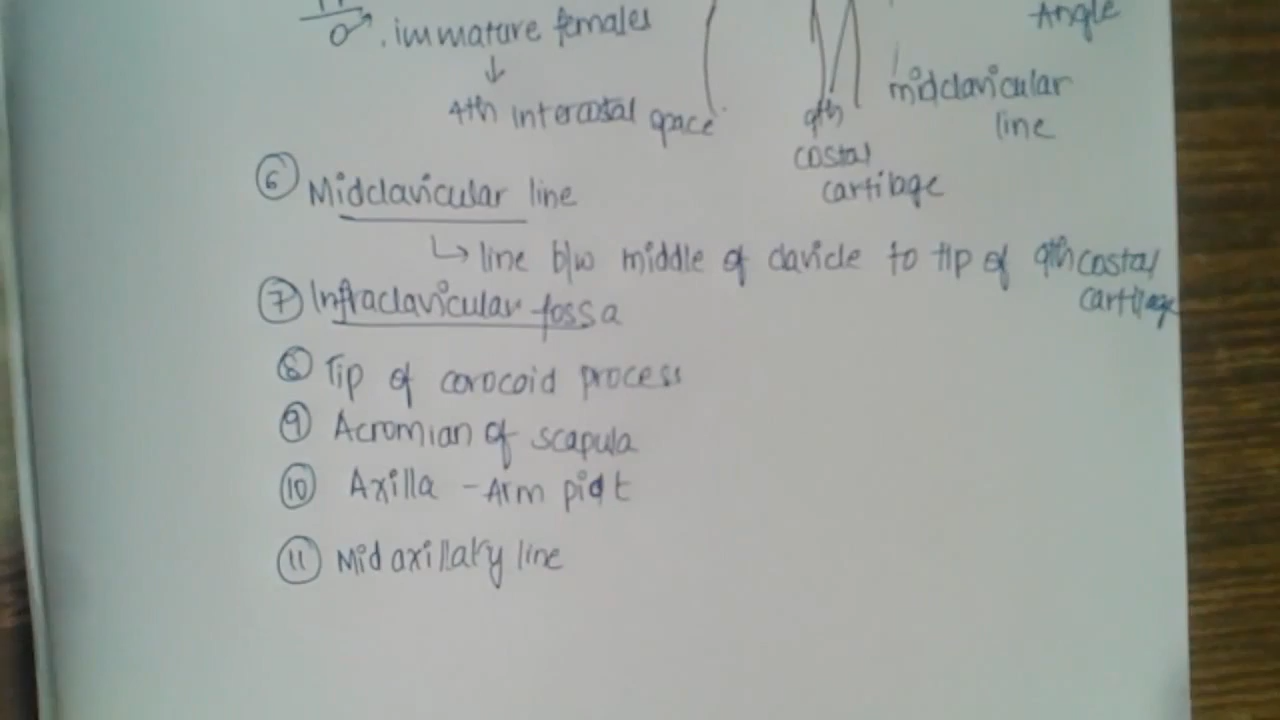 Angle
♂. immature females
↓
4th intercostal space
midclavicular
line
9th
costal
cartilage
⑥ Midclavicular line
↳ line b/w middle of clavicle to tip of 9th costal
cartilage
⑦ Infraclavicular fossa
⑧ Tip of corocoid process
⑨ Acromian of scapula
⑩ Axilla - Arm pit
⑪ Midaxillary line